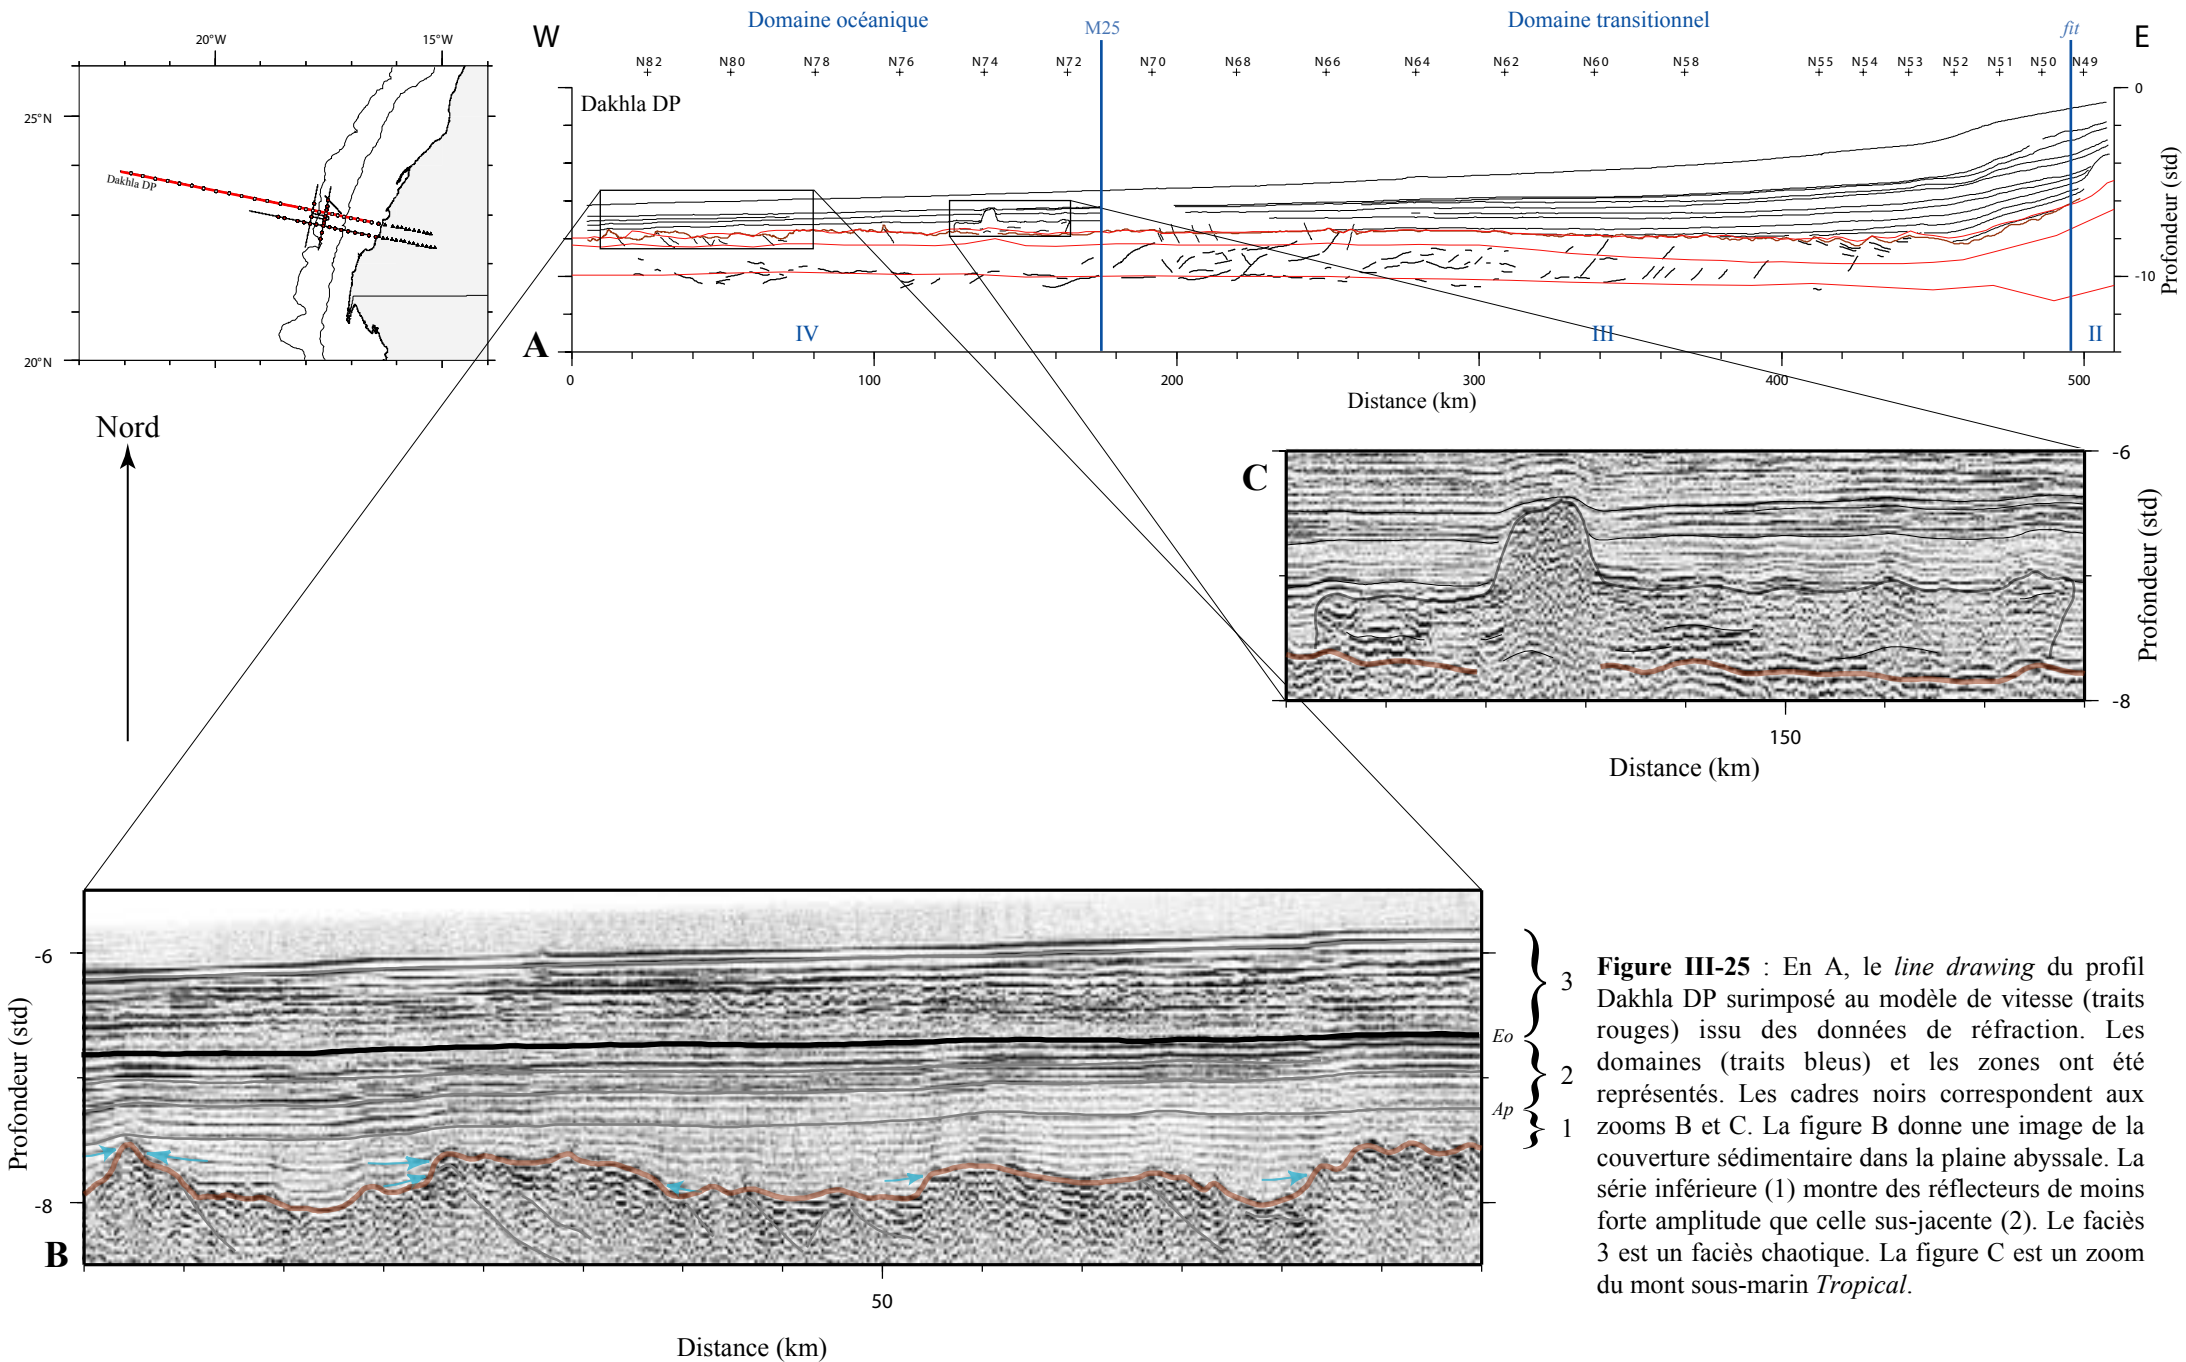 20°W
15°W
25°N
20°N
Dakhla DP
Nord
W
Domaine océanique
M25
Domaine transitionnel
fit
E
N82
N80
N78
N76
N74
N72
N70
N68
N66
N64
N62
N60
N58
N55
N54
N53
N52
N51
N50
N49
Dakhla DP
0
-10
Profondeur (std)
IV
III
II
A
0
100
200
300
400
500
Distance (km)
C
-6
-8
Profondeur (std)
150
Distance (km)
-6
-8
Profondeur (std)
B
50
Distance (km)
3
Eo
2
Ap
1
Figure III-25 : En A, le line drawing du profil
Dakhla DP surimposé au modèle de vitesse (traits
rouges) issu des données de réfraction. Les
domaines (traits bleus) et les zones ont été
représentés. Les cadres noirs correspondent aux
zooms B et C. La figure B donne une image de la
couverture sédimentaire dans la plaine abyssale. La
série inférieure (1) montre des réflecteurs de moins
forte amplitude que celle sus-jacente (2). Le faciès
3 est un faciès chaotique. La figure C est un zoom
du mont sous-marin Tropical.